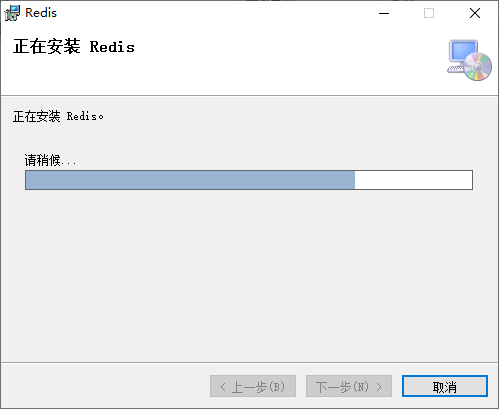 Redis
正在安装 Redis
正在安装 Redis。
请稍候...
< 上一步(B)
下一步(N) >
取消